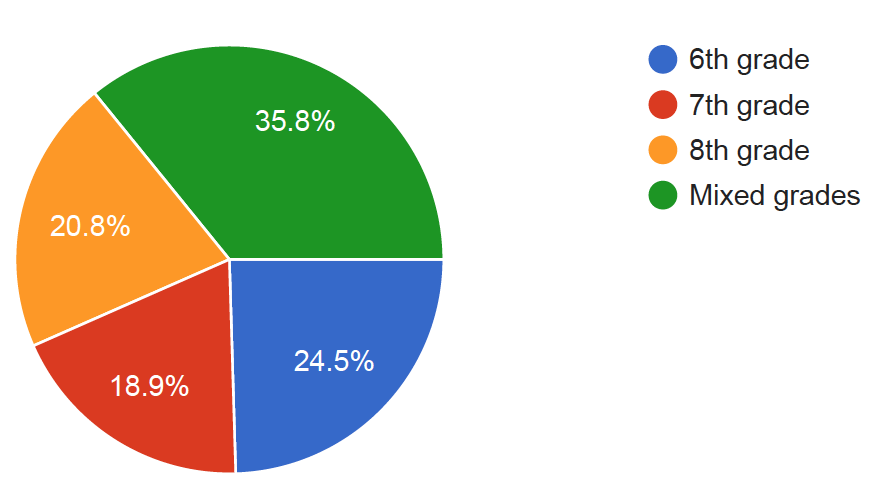 6th grade
7th grade
8th grade
Mixed grades
35.8%
20.8%
24.5%
18.9%